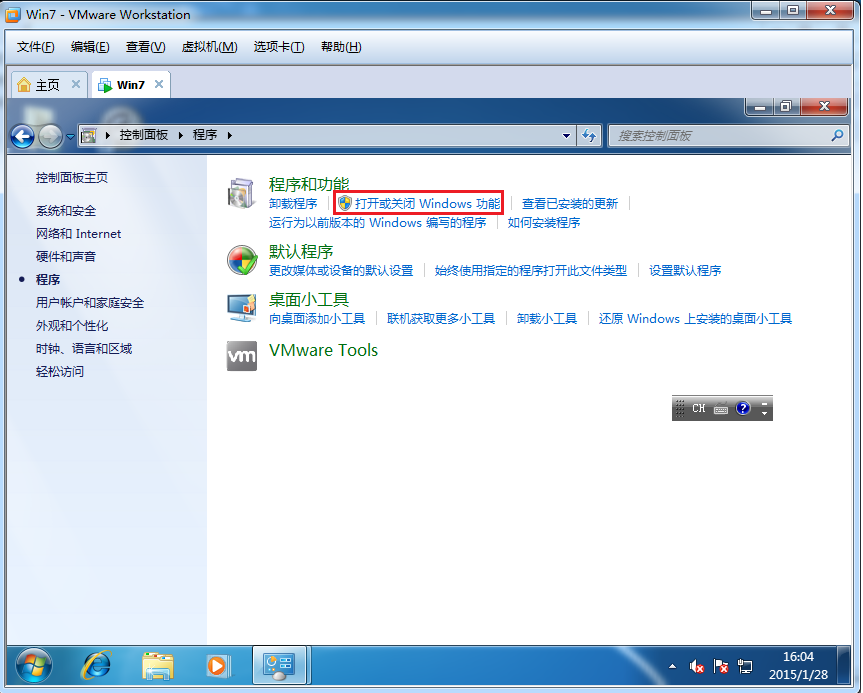 Win7 - VMware Workstation
文件(F) 编辑(E) 查看(V) 虚拟机(M) 选项卡(T) 帮助(H)
主页 Win7
控制面板 程序 搜索控制面板
控制面板主页
系统和安全
网络和 Internet
硬件和声音
程序
用户帐户和家庭安全
外观和个性化
时钟、语言和区域
轻松访问
程序和功能
卸载程序 打开或关闭 Windows 功能 查看已安装的更新
运行为以前版本的 Windows 编写的程序 如何安装程序
默认程序
更改媒体或设备的默认设置 始终使用指定的程序打开此文件类型 设置默认程序
桌面小工具
向桌面添加小工具 联机获取更多小工具 卸载小工具 还原 Windows 上安装的桌面小工具
vm VMware Tools
CH
16:04
2015/1/28